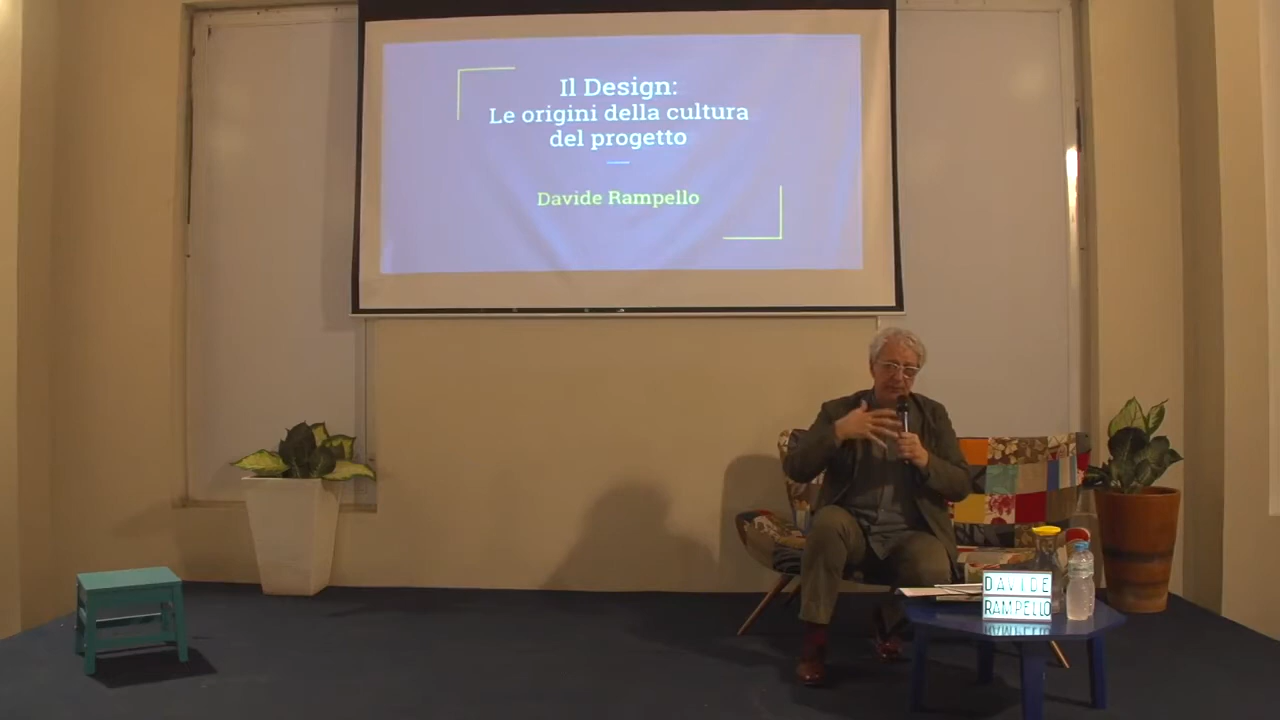 Il Design:
Le origini della cultura
del progetto
Davide Rampello
DAVIDE
RAMPELLO